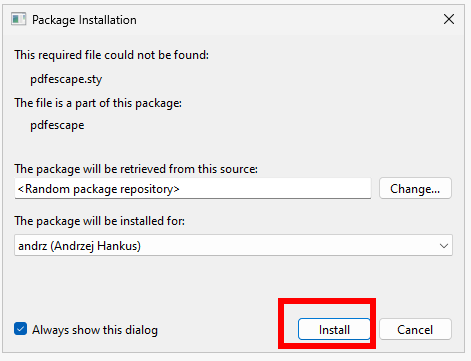 Package Installation
This required file could not be found:
pdfescape.sty
The file is a part of this package:
pdfescape
The package will be retrieved from this source:
<Random package repository>
Change...
The package will be installed for:
andrz (Andrzej Hankus)
Always show this dialog
Install
Cancel